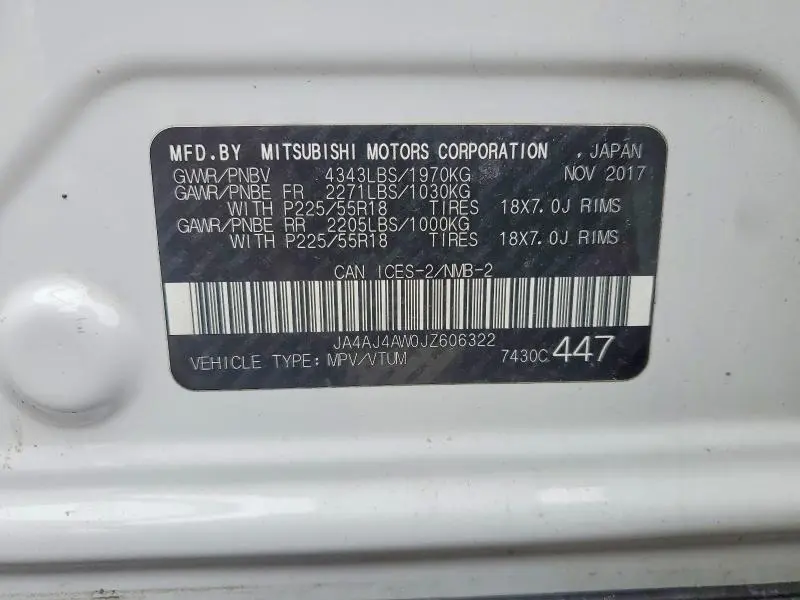 MFD.BY MITSUBISHI MOTORS CORPORATION , JAPAN
GVWR/PNBV 4343LBS/1970KG NOV 2017
GAWR/PNBE FR 2271LBS/1030KG
WITH P225/55R18 TIRES 18X7.0J RIMS
GAWR/PNBE RR 2205LBS/1000KG
WITH P225/55R18 TIRES 18X7.0J RIMS
CAN ICES-2/NMB-2
JA4AJ4AW0JZ606322
VEHICLE TYPE: MPV/VTUM 7430C.447